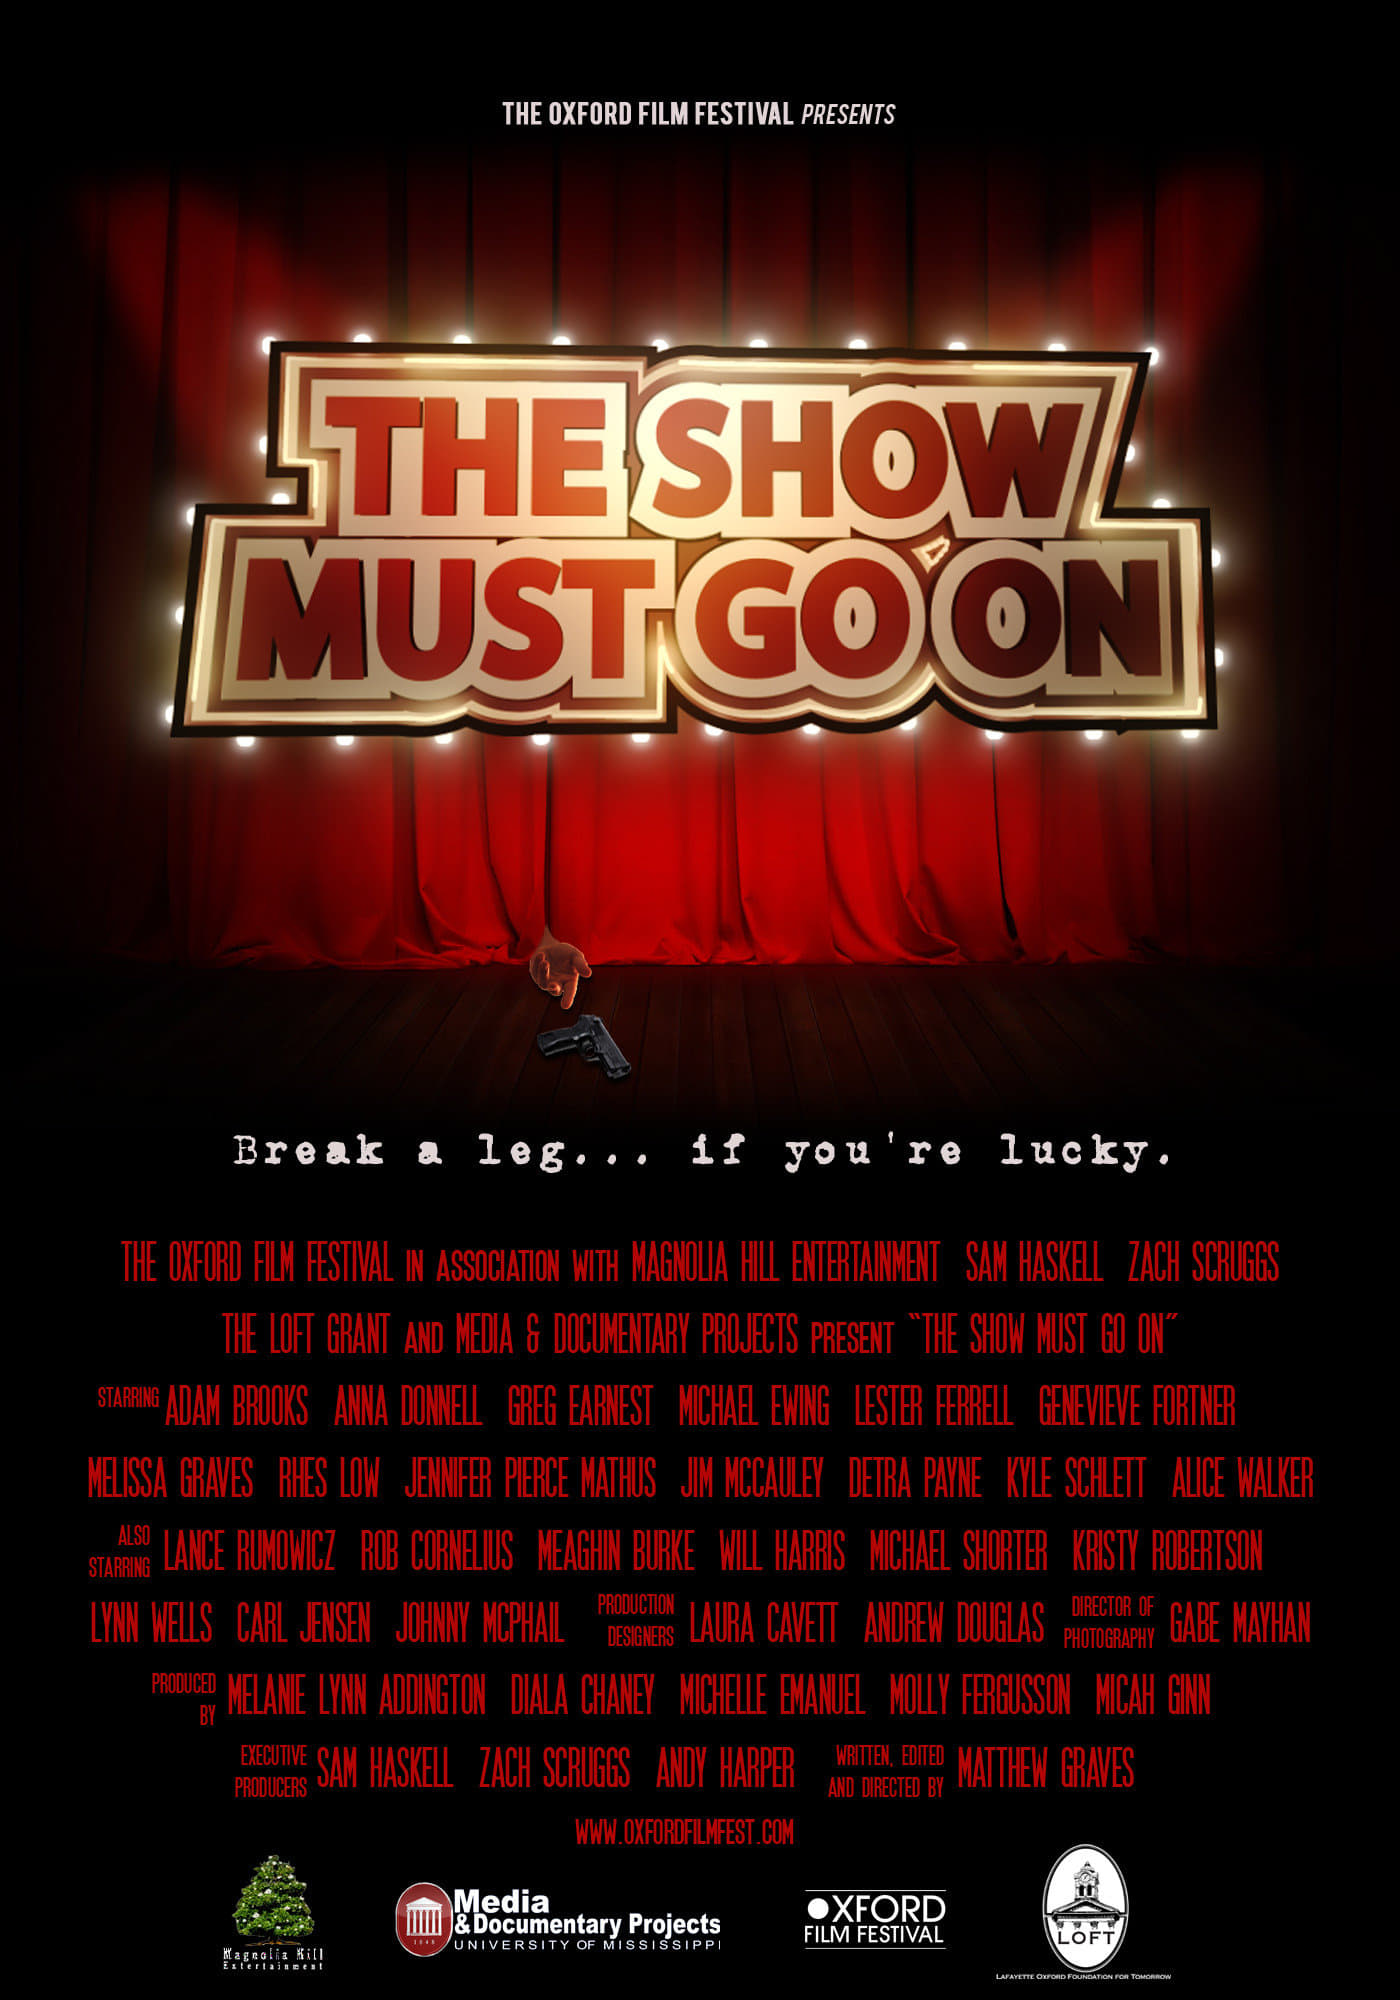 THE OXFORD FILM FESTIVAL PRESENTS
THE SHOW
MUST GO ON
Break a leg... if you're lucky.
THE OXFORD FILM FESTIVAL IN ASSOCIATION WITH MAGNOLIA HILL ENTERTAINMENT SAM HASKELL ZACH SCRUGGS
THE LOFT GRANT AND MEDIA & DOCUMENTARY PROJECTS PRESENT "THE SHOW MUST GO ON"
STARRING ADAM BROOKS ANNA DONNELL GREG EARNEST MICHAEL EWING LESTER FERRELL GENEVIEVE FORTNER
MELISSA GRAVES RHES LOW JENNIFER PIERCE MATHUS JIM MCCAULEY DETRA PAYNE KYLE SCHLETT ALICE WALKER
ALSO STARRING LANCE RUMOWICZ ROB CORNELIUS MEAGHIN BURKE WILL HARRIS MICHAEL SHORTER KRISTY ROBERTSON
LYNN WELLS CARL JENSEN JOHNNY MCPHAIL PRODUCTION DESIGNERS LAURA CAVETT ANDREW DOUGLAS DIRECTOR OF PHOTOGRAPHY GABE MAYHAN
PRODUCED BY MELANIE LYNN ADDINGTON DIALA CHANEY MICHELLE EMANUEL MOLLY FERGUSSON MICAH GINN
EXECUTIVE PRODUCERS SAM HASKELL ZACH SCRUGGS ANDY HARPER WRITTEN, EDITED AND DIRECTED BY MATTHEW GRAVES
WWW.OXFORDFILMFEST.COM
Magnolia Hill
Entertainment
1848
Media
& Documentary Projects
UNIVERSITY OF MISSISSIPPI
OXFORD
FILM FESTIVAL
LOFT
LAFAYETTE OXFORD FOUNDATION FOR TOMORROW